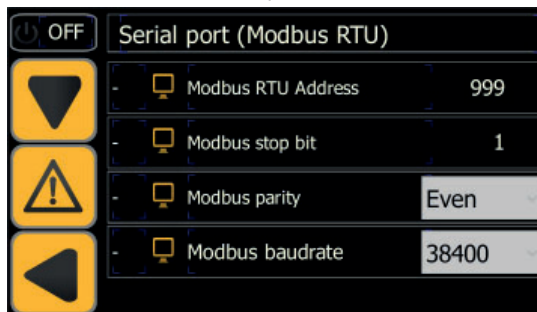 OFF Serial port (Modbus RTU)
- Modbus RTU Address 999
- Modbus stop bit 1
- Modbus parity Even
- Modbus baudrate 38400